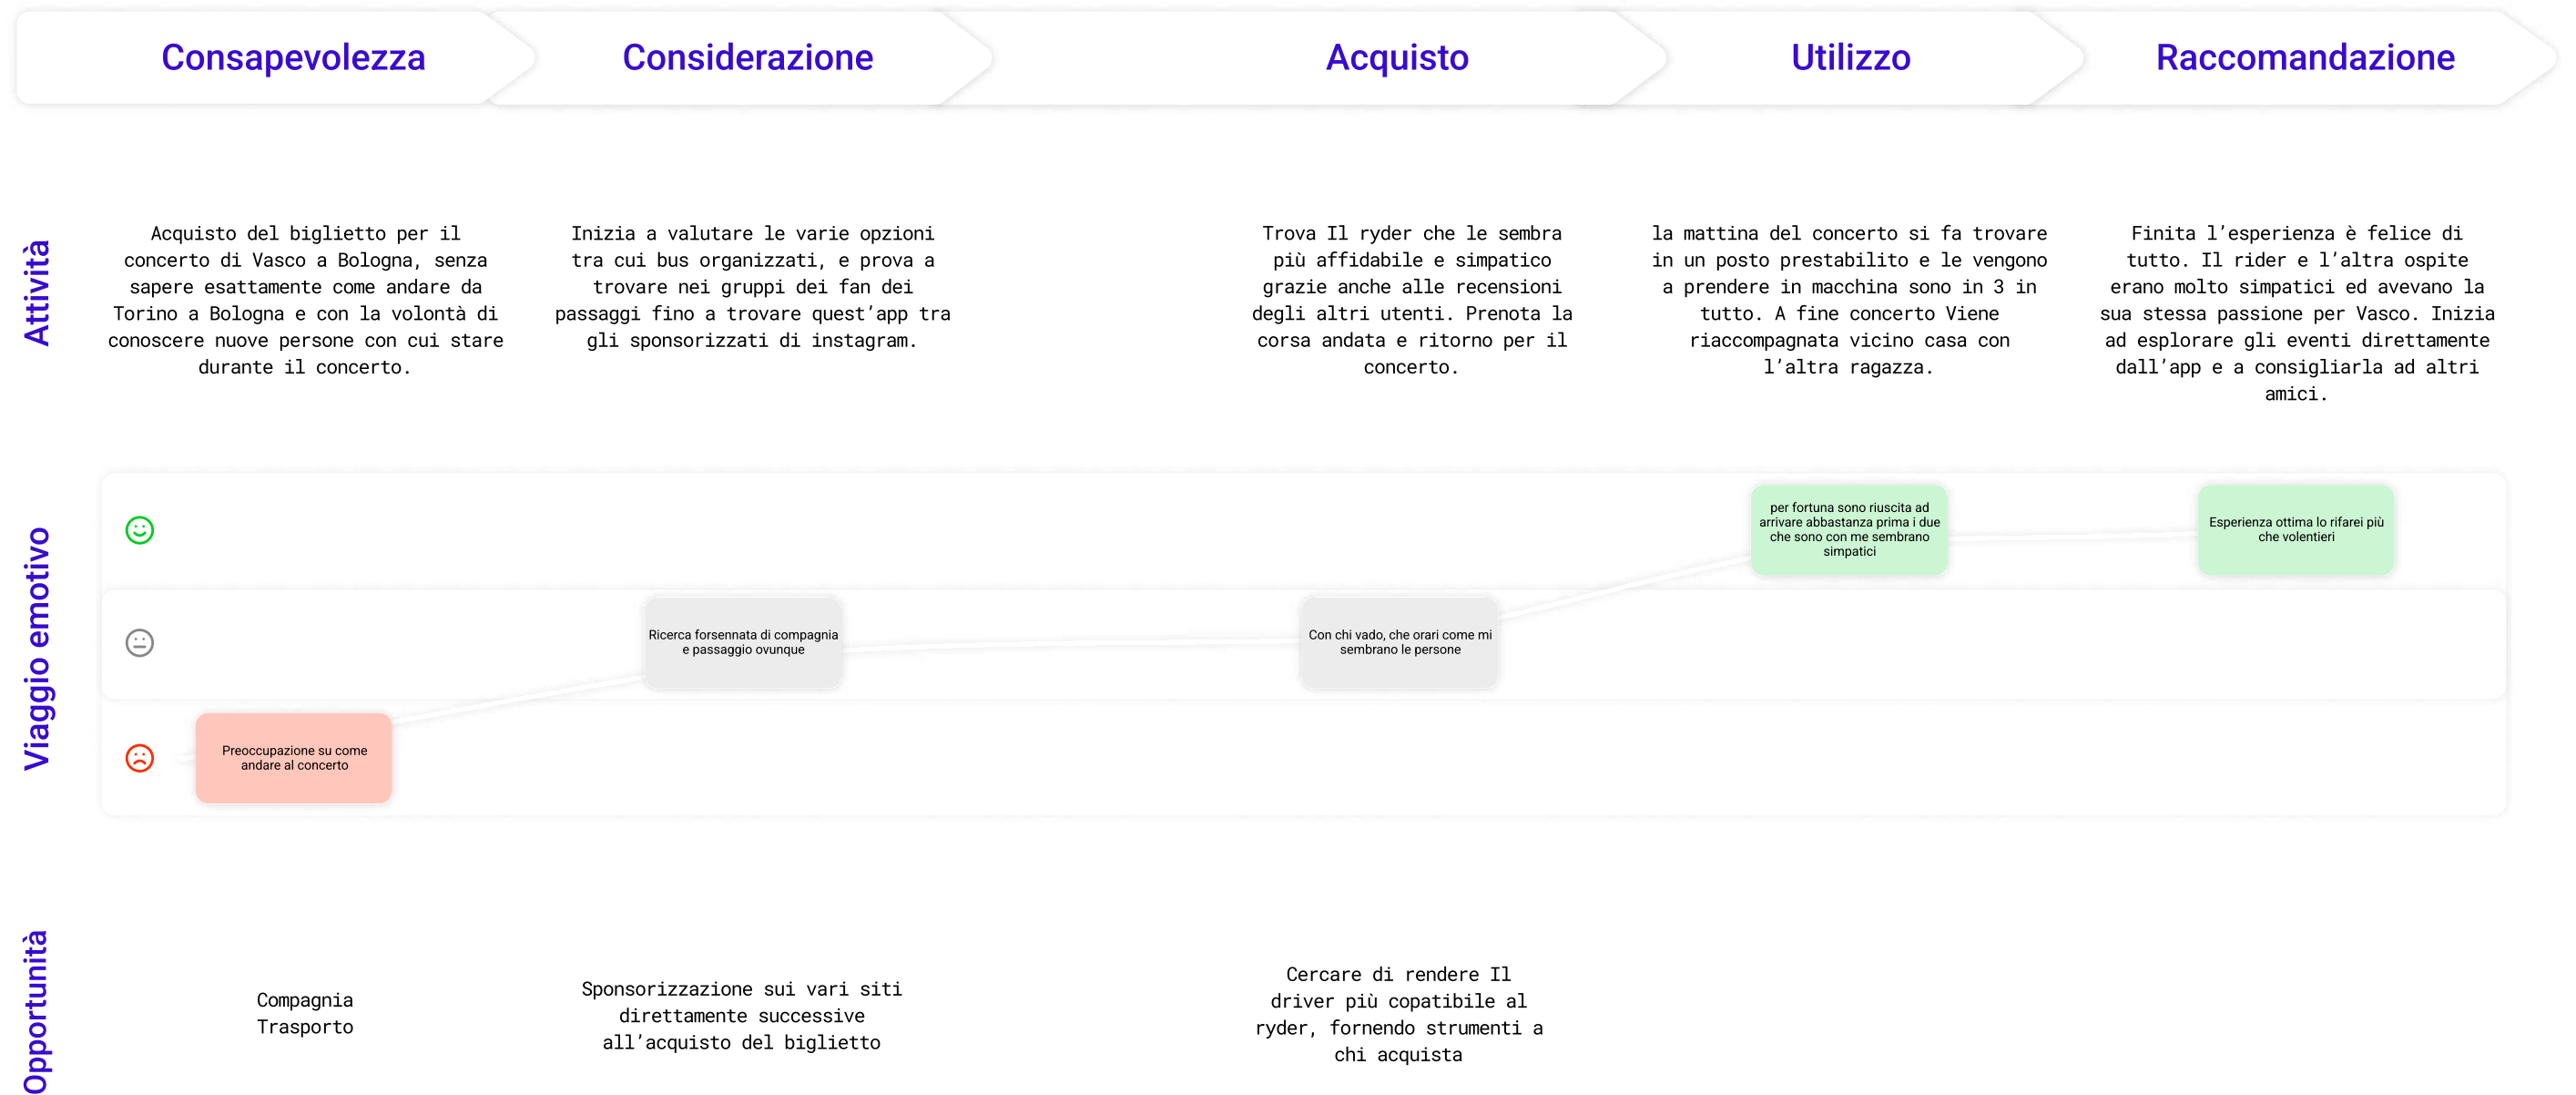 Consapevolezza
Considerazione
Acquisto
Utilizzo
Raccomandazione
Attività
Acquisto del biglietto per il
concerto di Vasco a Bologna, senza
sapere esattamente come andare da
Torino a Bologna e con la volontà di
conoscere nuove persone con cui stare
durante il concerto.
Inizia a valutare le varie opzioni
tra cui bus organizzati, e prova a
trovare nei gruppi dei fan dei
passaggi fino a trovare quest’app tra
gli sponsorizzati di instagram.
Trova Il ryder che le sembra
più affidabile e simpatico
grazie anche alle recensioni
degli altri utenti. Prenota la
corsa andata e ritorno per il
concerto.
la mattina del concerto si fa trovare
in un posto prestabilito e le vengono
a prendere in macchina sono in 3 in
tutto. A fine concerto Viene
riaccompagnata vicino casa con
l’altra ragazza.
Finita l’esperienza è felice di
tutto. Il rider e l’altra ospite
erano molto simpatici ed avevano la
sua stessa passione per Vasco. Inizia
ad esplorare gli eventi direttamente
dall’app e a consigliarla ad altri
amici.
Viaggio emotivo
Preoccupazione su come
andare al concerto
Ricerca forsennata di compagnia
e passaggio ovunque
Con chi vado, che orari come mi
sembrano le persone
per fortuna sono riuscita ad
arrivare abbastanza prima i due
che sono con me sembrano
simpatici
Esperienza ottima lo rifarei più
che volentieri
Opportunità
Compagnia
Trasporto
Sponsorizzazione sui vari siti
direttamente successive
all’acquisto del biglietto
Cercare di rendere Il
driver più copatibile al
ryder, fornendo strumenti a
chi acquista